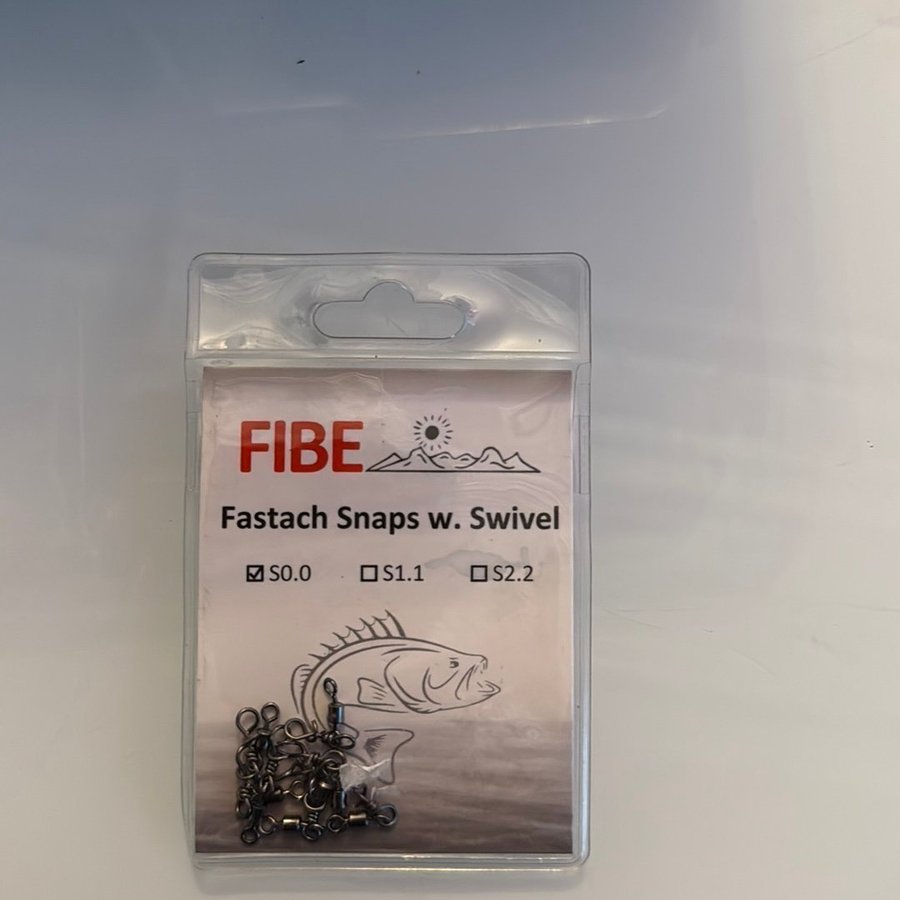 FIBE
Fastach Snaps w. Swivel
☑ S0.0 ☐ S1.1 ☐ S2.2